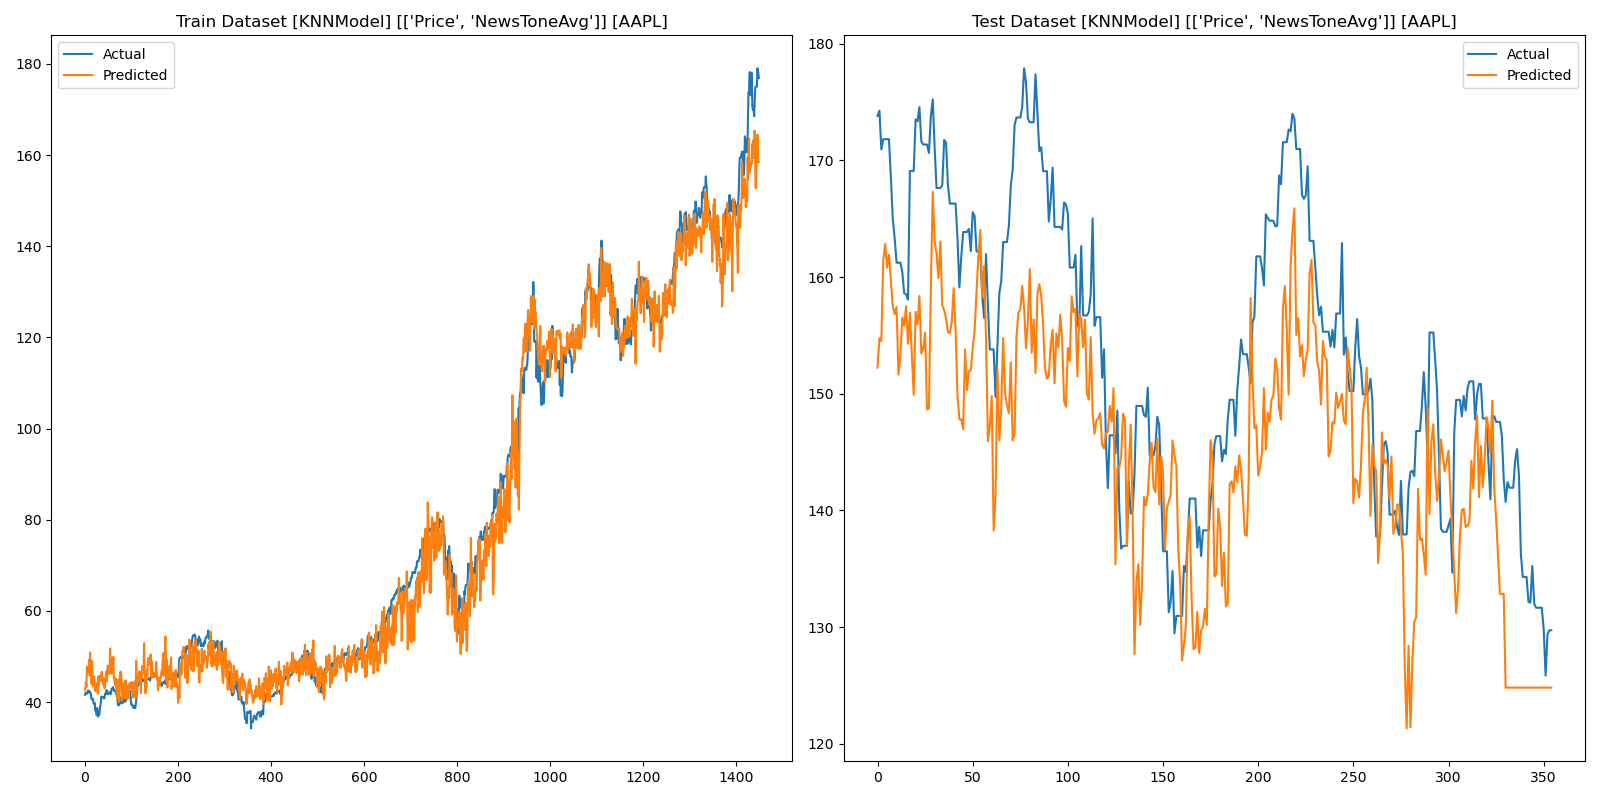 Train Dataset [KNNModel] [['Price', 'NewsToneAvg']] [AAPL]
Actual
Predicted
180
160
140
120
100
80
60
40
0 200 400 600 800 1000 1200 1400
Test Dataset [KNNModel] [['Price', 'NewsToneAvg']] [AAPL]
Actual
Predicted
180
170
160
150
140
130
120
0 50 100 150 200 250 300 350